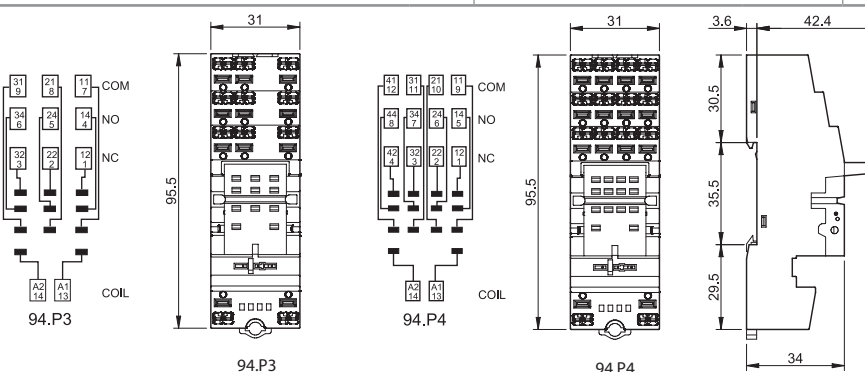 31
31
3.6
42.4
31 21 11
9 8 7
COM
34 24 14
6 5 4
NO
32 22 12
3 2 1
NC
A2 A1
14 13
COIL
94.P3
95.5
94.P3
41 31 21 11
12 11 10 9
COM
44 34 24 14
8 7 6 5
NO
42 32 22 12
4 3 2 1
NC
A2 A1
14 13
COIL
94.P4
95.5
94.P4
30.5
35.5
29.5
34